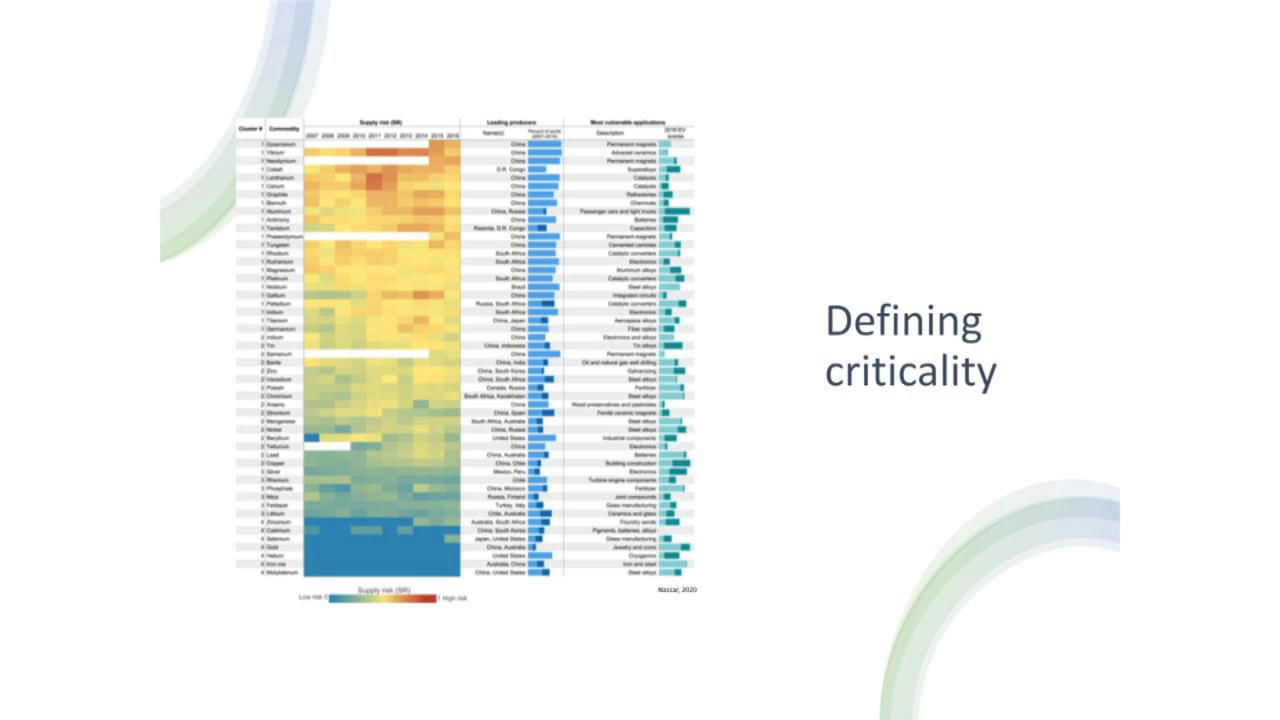 Supply risk (SR) Leading producers Most vulnerable applications
Cluster # Commodity 2007 2008 2009 2010 2011 2012 2013 2014 2015 2016 Name(s) Percent of world (2007–2016) Description 2016 EV scores
1 Dysprosium China Permanent magnets
1 Yttrium China Advanced ceramics
1 Neodymium China Permanent magnets
1 Cobalt D.R. Congo Superalloys
1 Lanthanum China Catalysts
1 Cerium China Catalysts
1 Graphite China Refractories
1 Bismuth China Chemicals
1 Aluminum China, Russia Passenger cars and light trucks
1 Antimony China Batteries
1 Tantalum Rwanda, D.R. Congo Capacitors
1 Praseodymium China Permanent magnets
1 Tungsten China Cemented carbides
1 Rhodium South Africa Catalytic converters
1 Ruthenium South Africa Electronics
1 Magnesium China Aluminum alloys
1 Platinum South Africa Catalytic converters
1 Niobium Brazil Steel alloys
1 Gallium China Integrated circuits
1 Palladium Russia, South Africa Catalytic converters
1 Iridium South Africa Electronics
1 Titanium China, Japan Aerospace alloys
1 Germanium China Fiber optics
2 Indium China Electronics and alloys
2 Tin China, Indonesia Tin alloys
2 Samarium China Permanent magnets
2 Barite China, India Oil and natural gas well drilling
2 Zinc China, South Korea Galvanizing
2 Vanadium China, South Africa Steel alloys
2 Potash Canada, Russia Fertilizer
2 Chromium South Africa, Kazakhstan Steel alloys
2 Arsenic China Wood preservatives and pesticides
2 Strontium China, Spain Ferrite ceramic magnets
2 Manganese South Africa, Australia Steel alloys
2 Nickel China, Russia Steel alloys
2 Beryllium United States Industrial components
2 Tellurium China Electronics
2 Lead China, Australia Batteries
2 Copper China, Chile Building construction
3 Silver Mexico, Peru Electronics
3 Rhenium Chile Turbine engine components
3 Phosphate China, Morocco Fertilizer
3 Mica Russia, Finland Joint compounds
3 Feldspar Turkey, Italy Glass manufacturing
3 Lithium Chile, Australia Ceramics and glass
4 Zirconium Australia, South Africa Foundry sands
4 Cadmium China, South Korea Pigments, batteries, alloys
4 Selenium Japan, United States Glass manufacturing
4 Gold China, Australia Jewelry and coins
4 Helium United States Cryogenics
4 Iron ore Australia, China Iron and steel
4 Molybdenum China, United States Steel alloys
Supply risk (SR)
Low risk 0 1 High risk
Nassar, 2020
Defining
criticality